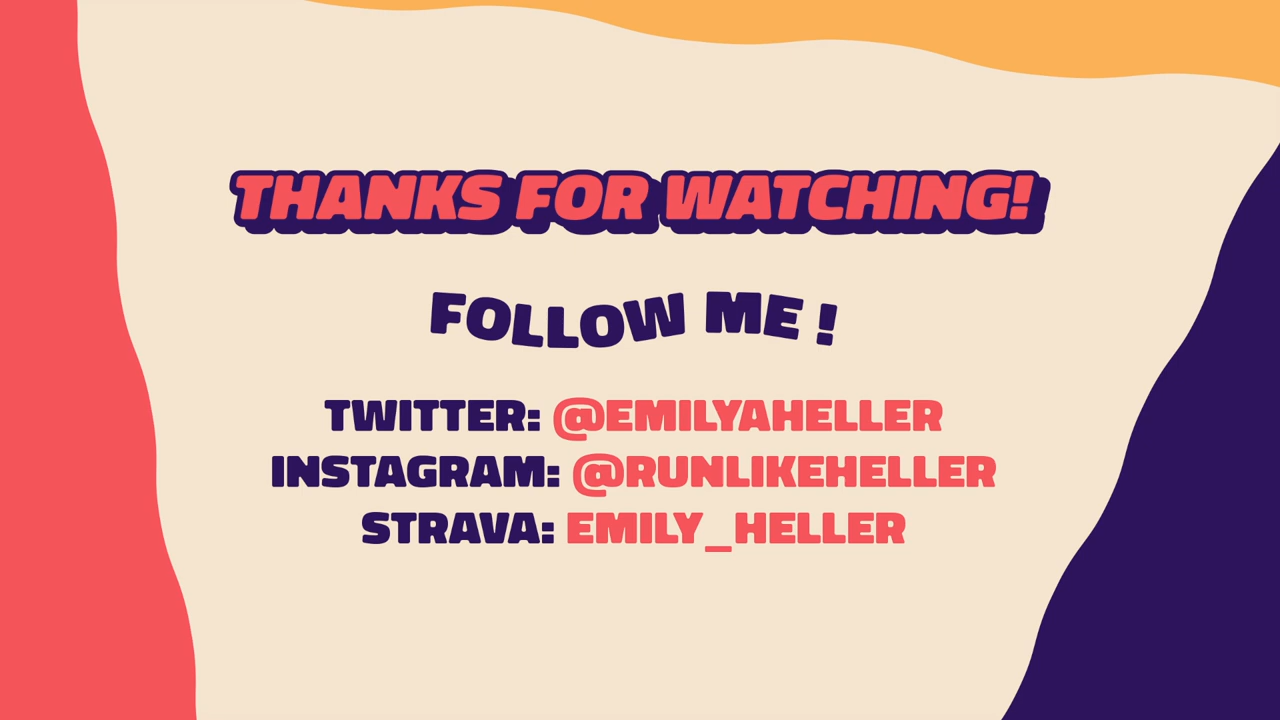 THANKS FOR WATCHING!
FOLLOW ME !
TWITTER: @EMILYAHELLER
INSTAGRAM: @RUNLIKEHELLER
STRAVA: EMILY_HELLER